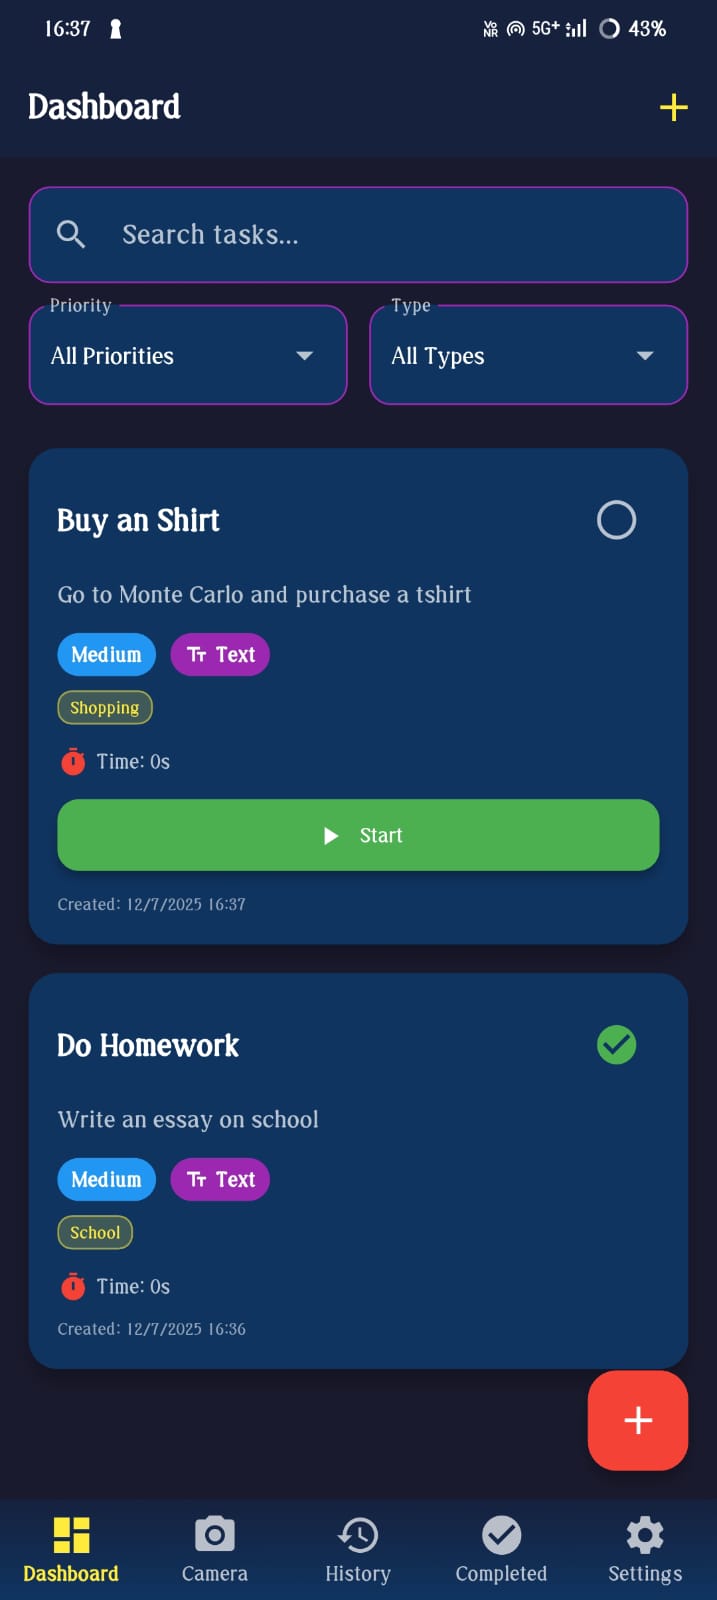 16:37 Vo NR 5G+ 43%
Dashboard
Search tasks...
Priority Type
All Priorities All Types
Buy an Shirt
Go to Monte Carlo and purchase a tshirt
Medium Tт Text
Shopping
Time: 0s
Start
Created: 12/7/2025 16:37
Do Homework
Write an essay on school
Medium Tт Text
School
Time: 0s
Created: 12/7/2025 16:36
Dashboard Camera History Completed Settings